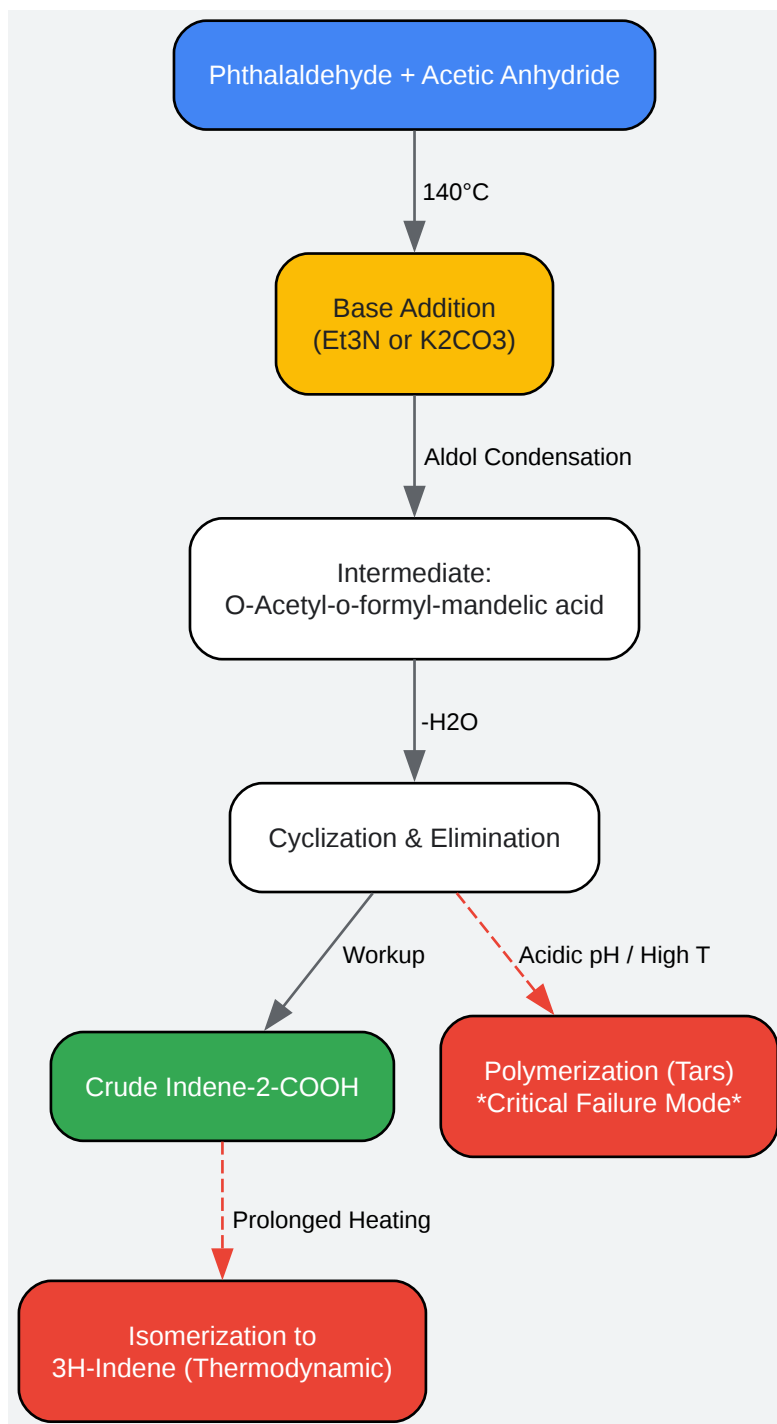 Phthalaldehyde + Acetic Anhydride
140°C
Base Addition
(Et3N or K2CO3)
Aldol Condensation
Intermediate:
O-Acetyl-o-formyl-mandelic acid
-H2O
Cyclization & Elimination
Workup
Acidic pH / High T
Crude Indene-2-COOH
Polymerization (Tars)
*Critical Failure Mode*
Prolonged Heating
Isomerization to
3H-Indene (Thermodynamic)